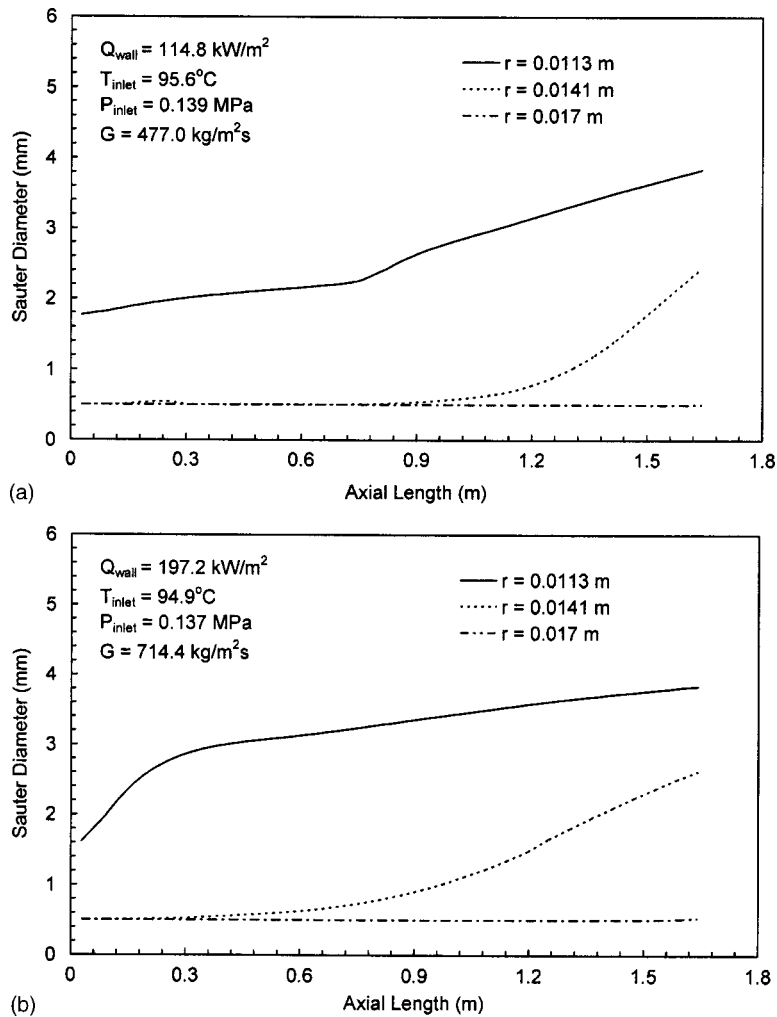 6
5
4
3
2
1
0
Sauter Diameter (mm)
Q_wall = 114.8 kW/m²
T_inlet = 95.6°C
P_inlet = 0.139 MPa
G = 477.0 kg/m²s
r = 0.0113 m
r = 0.0141 m
r = 0.017 m
0 0.3 0.6 0.9 1.2 1.5 1.8
(a) Axial Length (m)
6
5
4
3
2
1
0
Sauter Diameter (mm)
Q_wall = 197.2 kW/m²
T_inlet = 94.9°C
P_inlet = 0.137 MPa
G = 714.4 kg/m²s
r = 0.0113 m
r = 0.0141 m
r = 0.017 m
0 0.3 0.6 0.9 1.2 1.5 1.8
(b) Axial Length (m)